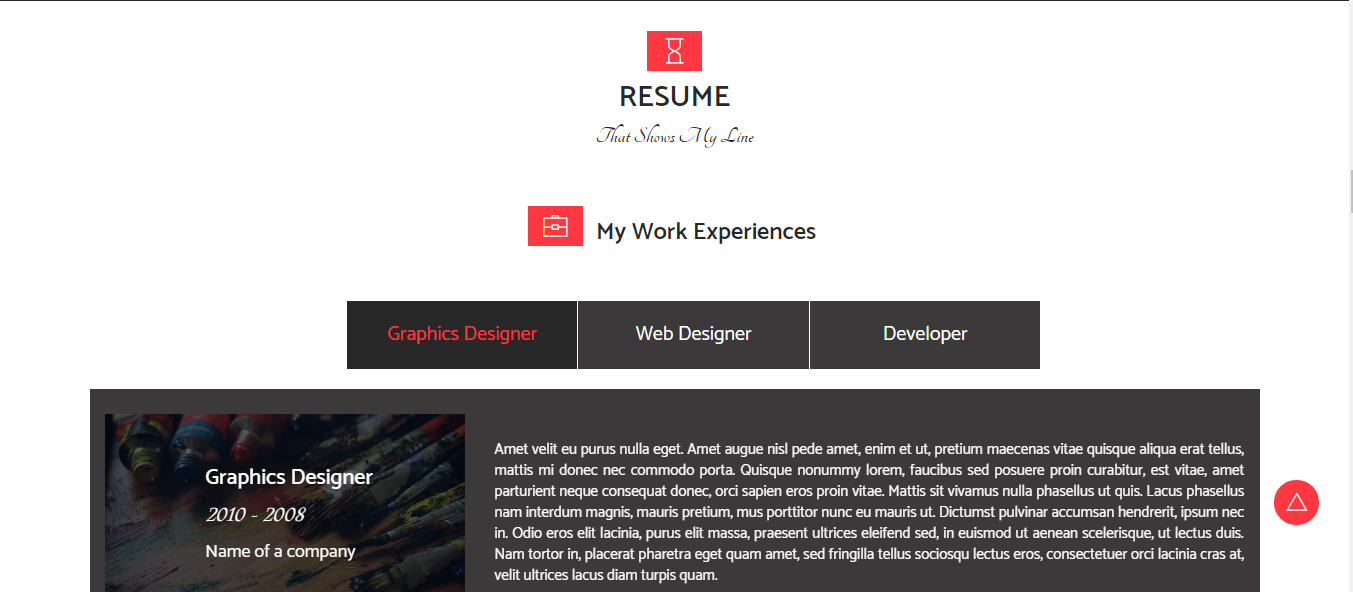 RESUME
That Shows My Line
My Work Experiences
Graphics Designer
Web Designer
Developer
Graphics Designer
2010 - 2008
Name of a company
Amet velit eu purus nulla eget. Amet augue nisl pede amet, enim et ut, pretium maecenas vitae quisque aliqua erat tellus,
mattis mi donec nec commodo porta. Quisque nonummy lorem, faucibus sed posuere proin curabitur, est vitae, amet
parturient neque consequat donec, orci sapien eros proin vitae. Mattis sit vivamus nulla phasellus ut quis. Lacus phasellus
nam interdum magnis, mauris pretium, mus porttitor nunc eu mauris ut. Dictumst pulvinar accumsan hendrerit, ipsum nec
in. Odio eros elit lacinia, purus elit massa, praesent ultrices eleifend sed, in euismod ut aenean scelerisque, ut lectus duis.
Nam tortor in, placerat pharetra eget quam amet, sed fringilla tellus sociosqu lectus eros, consectetuer orci lacinia cras at,
velit ultrices lacus diam turpis quam.